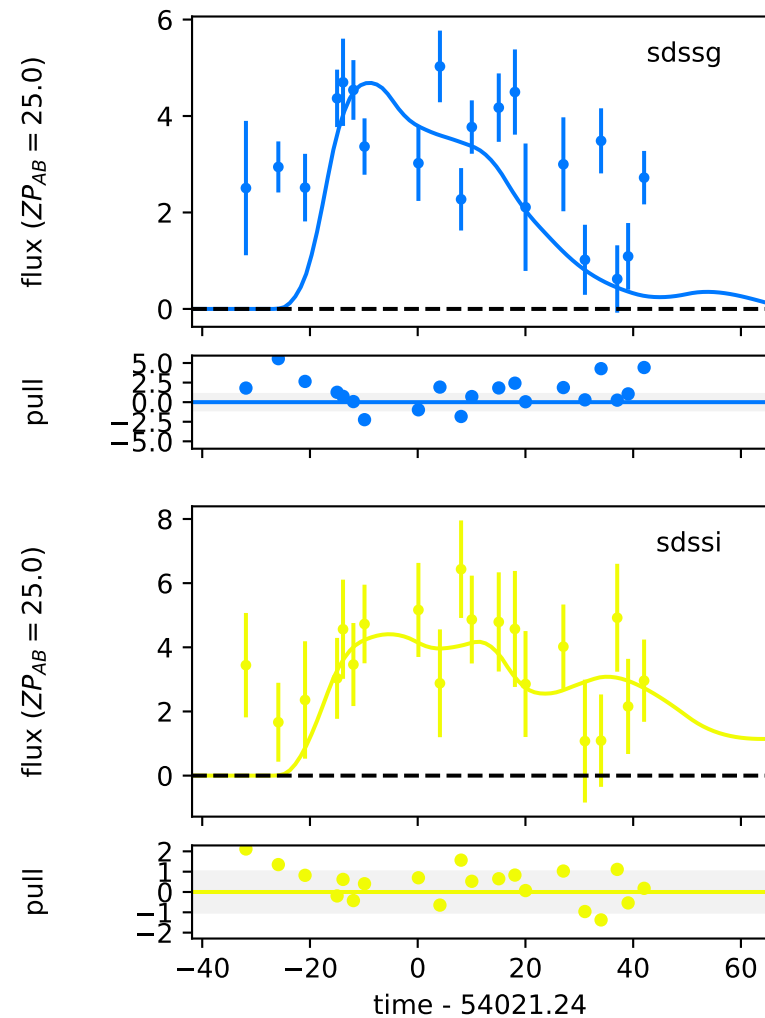 6
sdssg
4
2
0
flux (ZP_AB = 25.0)
5.0
2.5
0.0
−2.5
−5.0
pull
8
sdssi
6
4
2
0
flux (ZP_AB = 25.0)
2
1
0
−1
−2
pull
−40 −20 0 20 40 60
time - 54021.24